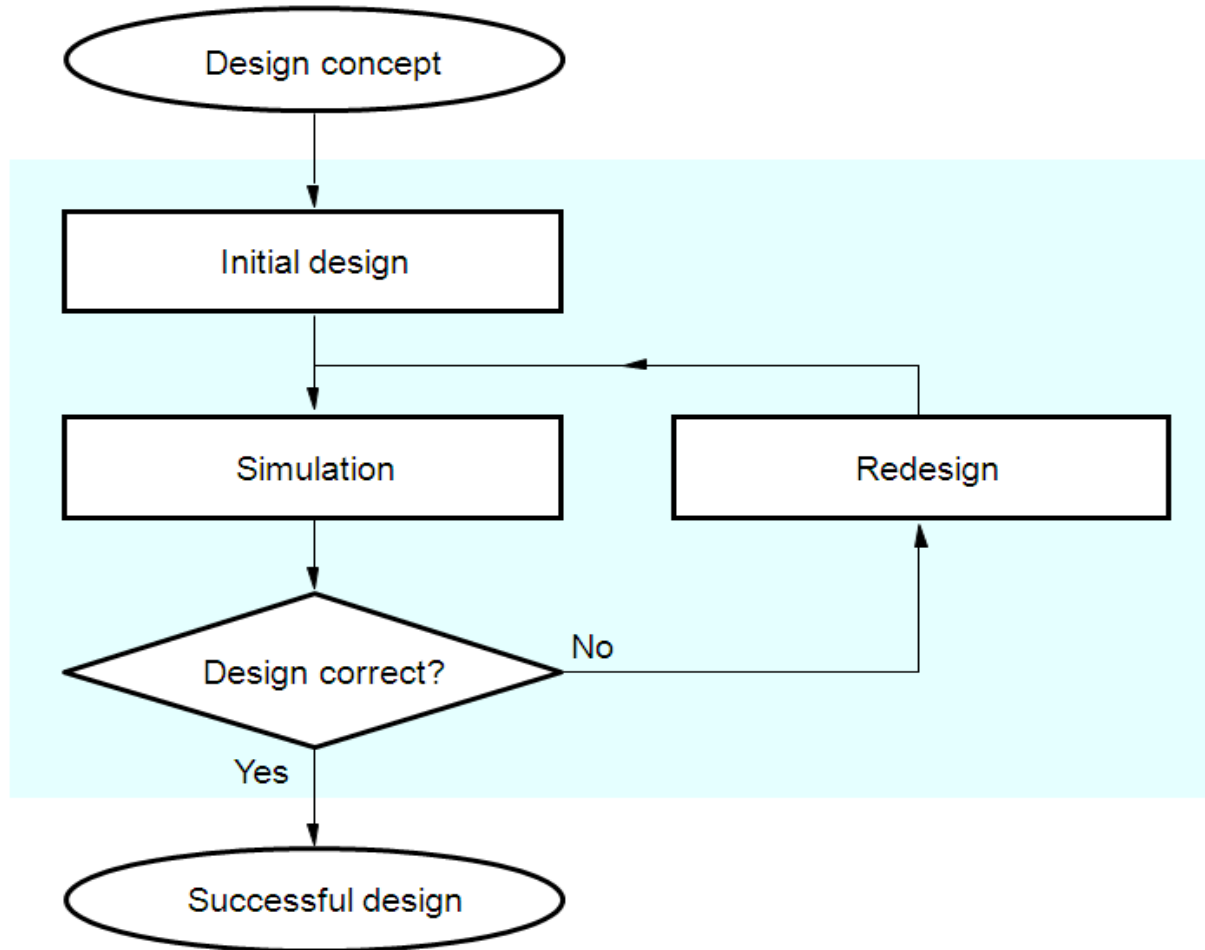 Design concept
Initial design
Simulation
Redesign
Design correct?
No
Yes
Successful design